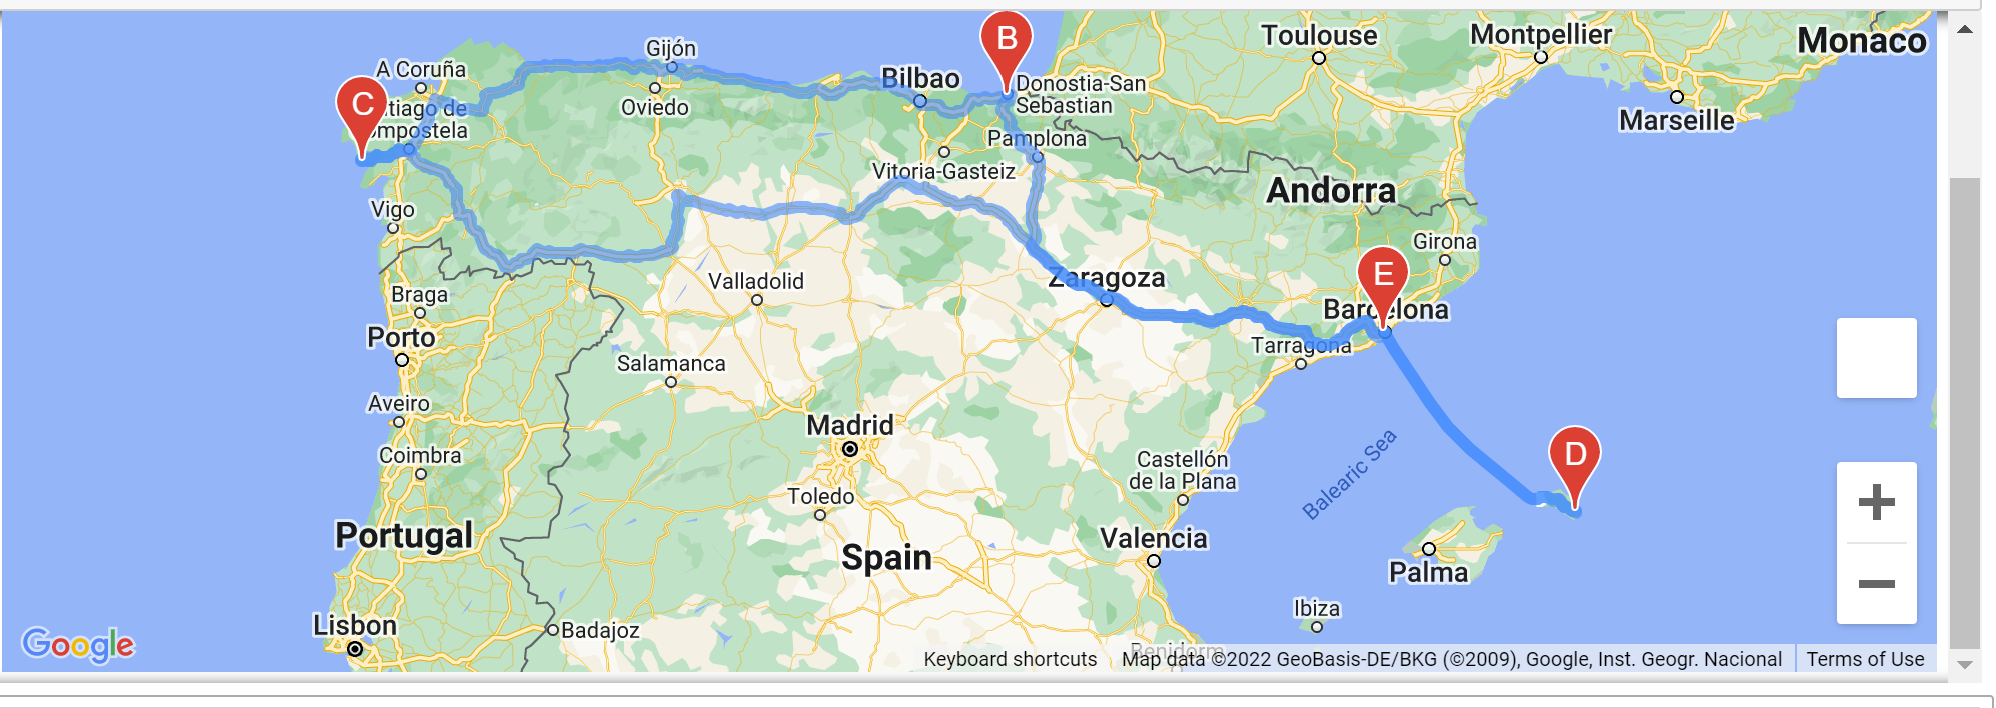 B
Gijón
Toulouse
Montpellier
Monaco
A Coruña
Bilbao
Donostia-San
Sebastian
C
tiago de
ompostela
Oviedo
Marseille
Pamplona
Vitoria-Gasteiz
Andorra
Vigo
Girona
E
Valladolid
Zaragoza
Braga
Barcelona
Porto
Tarragona
Salamanca
Aveiro
Madrid
Coimbra
Castellón
de la Plana
Balearic Sea
D
Toledo
Portugal
Spain
Valencia
Palma
Ibiza
Lisbon
Badajoz
Benidorm
Google
Keyboard shortcuts
Map data ©2022 GeoBasis-DE/BKG (©2009), Google, Inst. Geogr. Nacional
Terms of Use